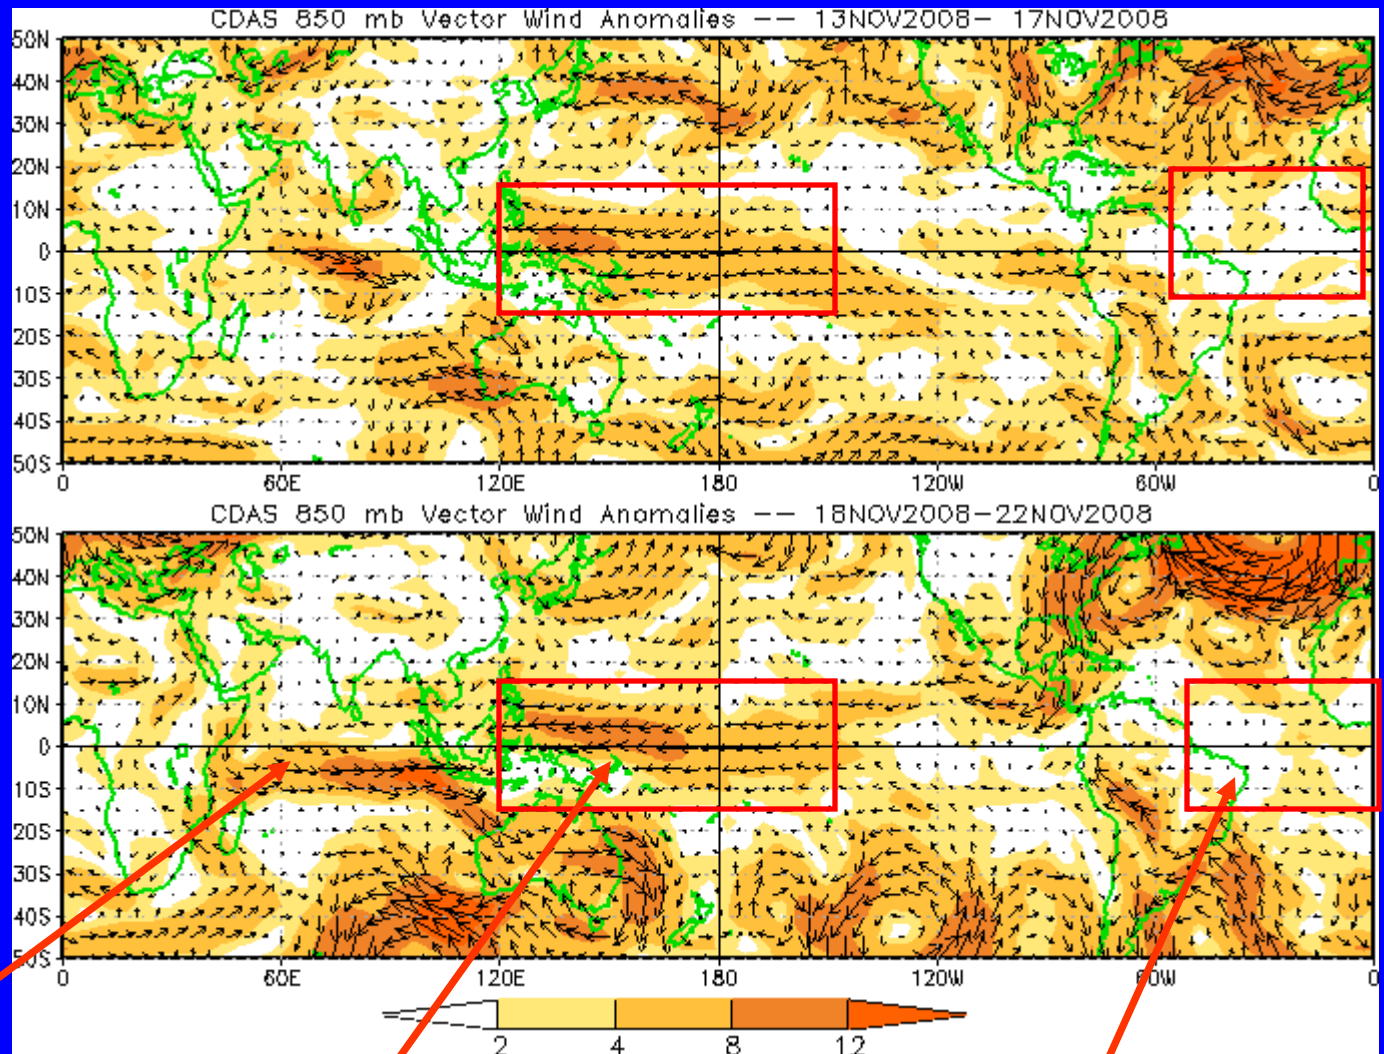 CDAS 850 mb Vector Wind Anomalies -- 13NOV2008- 17NOV2008
50N
40N
30N
20N
10N
0
10S
20S
30S
40S
50S
0 60E 120E 180 120W 60W 0
CDAS 850 mb Vector Wind Anomalies -- 18NOV2008-22NOV2008
50N
40N
30N
20N
10N
0
10S
20S
30S
40S
50S
0 60E 120E 180 120W 60W 0
2 4 8 12